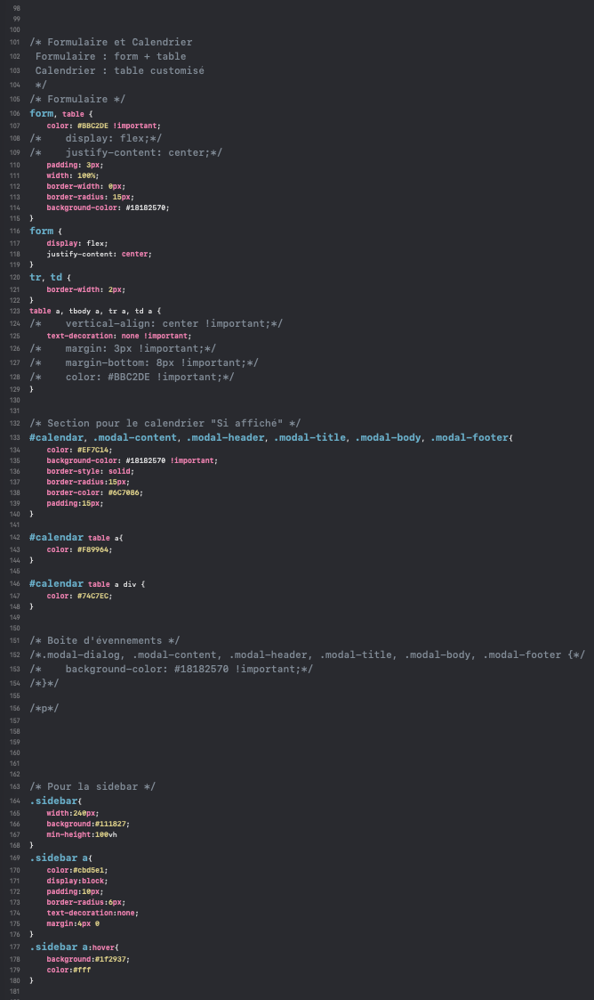 98
99
100
101 /* Formulaire et Calendrier
102  Formulaire : form + table
103  Calendrier : table customisé
104  */
105 /* Formulaire */
106 form, table {
107     color: #BBC2DE !important;
108 /*    display: flex;*/
109 /*    justify-content: center;*/
110     padding: 3px;
111     width: 100%;
112     border-width: 0px;
113     border-radius: 15px;
114     background-color: #18182570;
115 }
116 form {
117     display: flex;
118     justify-content: center;
119 }
120 tr, td {
121     border-width: 2px;
122 }
123 table a, tbody a, tr a, td a {
124 /*    vertical-align: center !important;*/
125     text-decoration: none !important;
126 /*    margin: 3px !important;*/
127 /*    margin-bottom: 8px !important;*/
128 /*    color: #BBC2DE !important;*/
129 }
130
131
132 /* Section pour le calendrier "Si affiché" */
133 #calendar, .modal-content, .modal-header, .modal-title, .modal-body, .modal-footer{
134     color: #EF7C14;
135     background-color: #18182570 !important;
136     border-style: solid;
137     border-radius:15px;
138     border-color: #6C7086;
139     padding:15px;
140 }
141
142 #calendar table a{
143     color: #F89964;
144 }
145
146 #calendar table a div {
147     color: #74C7EC;
148 }
149
150
151 /* Boite d'évennements */
152 /*.modal-dialog, .modal-content, .modal-header, .modal-title, .modal-body, .modal-footer {*/
153 /*    background-color: #18182570 !important;*/
154 /*}*/
155
156 /*p*/
157
158
159
160
161
162
163 /* Pour la sidebar */
164 .sidebar{
165     width:240px;
166     background:#111827;
167     min-height:100vh
168 }
169 .sidebar a{
170     color:#cbd5e1;
171     display:block;
172     padding:10px;
173     border-radius:6px;
174     text-decoration:none;
175     margin:4px 0
176 }
177 .sidebar a:hover{
178     background:#1f2937;
179     color:#fff
180 }
181